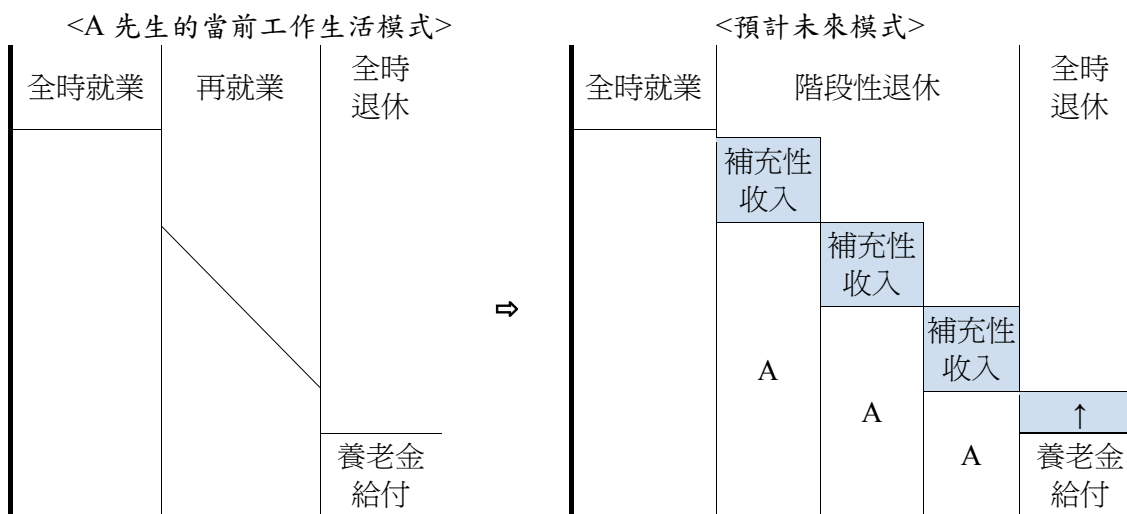 <A 先生的當前工作生活模式>
全時就業
再就業
全時
退休
養老金
給付
⇨
<預計未來模式>
全時就業
階段性退休
全時
退休
補充性
收入
補充性
收入
補充性
收入
A
A
A
↑
養老金
給付